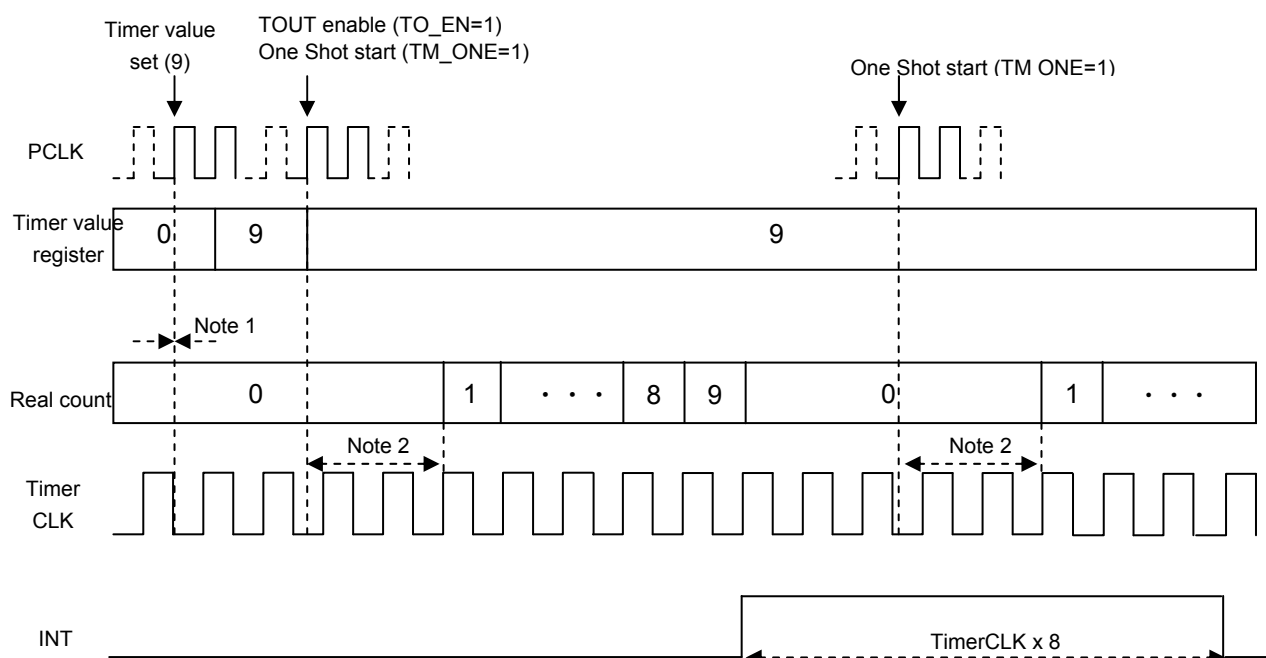 Timer value
set (9)
TOUT enable (TO_EN=1)
One Shot start (TM_ONE=1)
One Shot start (TM ONE=1)
PCLK
Timer value
register
0
9
9
Note 1
Real count
0
1
・・・
8
9
0
1
・・・
Note 2
Note 2
Timer
CLK
INT
TimerCLK x 8